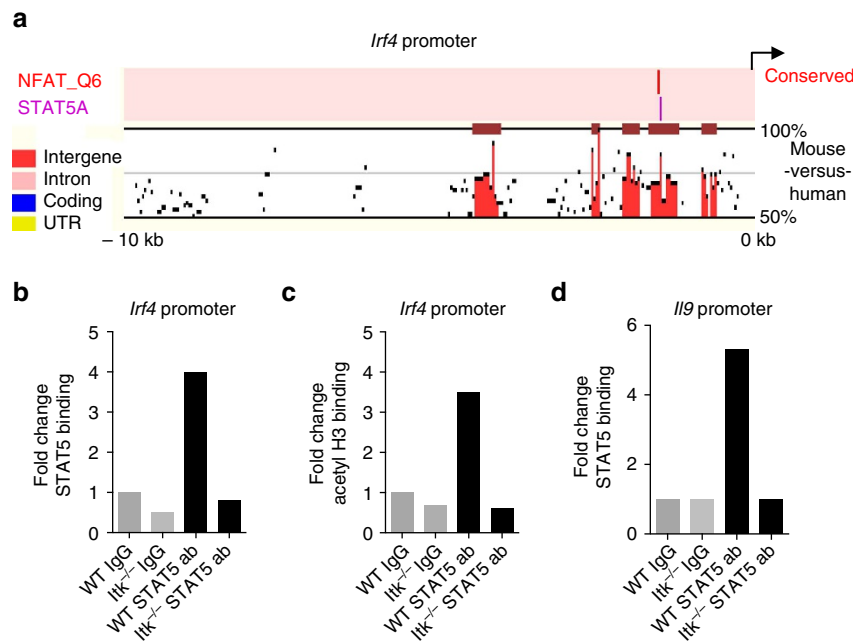 a
Irf4 promoter
NFAT_Q6
STAT5A
Conserved
Intergene
Intron
Coding
UTR
100%
Mouse
-versus-
human
50%
– 10 kb
0 kb
b
Irf4 promoter
Fold change
STAT5 binding
5
4
3
2
1
0
WT IgG
Itk–/– IgG
WT STAT5 ab
Itk–/– STAT5 ab
c
Irf4 promoter
Fold change
acetyl H3 binding
5
4
3
2
1
0
WT IgG
Itk–/– IgG
WT STAT5 ab
Itk–/– STAT5 ab
d
Il9 promoter
Fold change
STAT5 binding
6
4
2
0
WT IgG
Itk–/– IgG
WT STAT5 ab
Itk–/– STAT5 ab